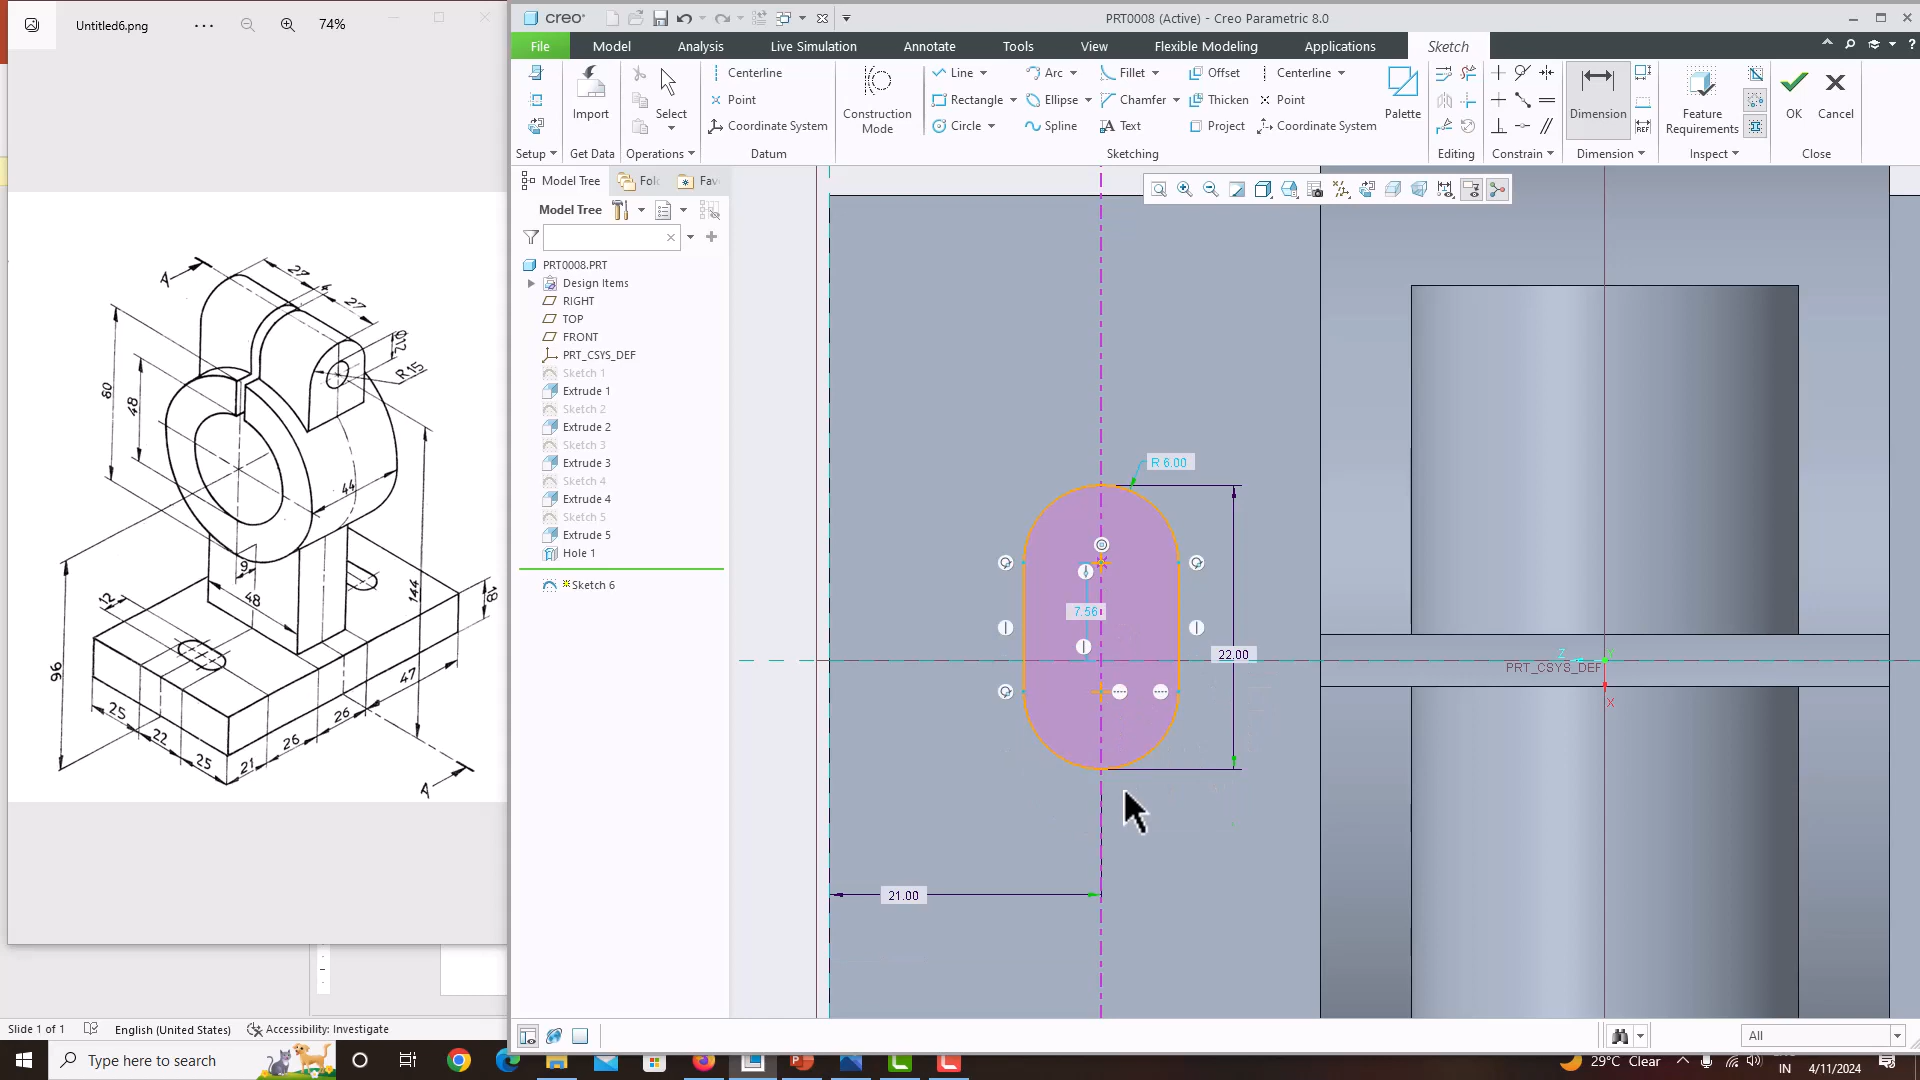 Untitled6.png
74%
creo
PRT0008 (Active) - Creo Parametric 8.0
File Model Analysis Live Simulation Annotate Tools View Flexible Modeling Applications Sketch
Centerline Line Arc Fillet Offset Centerline
Point Rectangle Ellipse Chamfer Thicken Point
Import Select Construction Mode Palette Dimension Feature Requirements OK Cancel
Coordinate System Circle Spline Text Project Coordinate System
Setup Get Data Operations Datum Sketching Editing Constrain Dimension Inspect Close
Model Tree Fav
Model Tree
PRT0008.PRT
Design Items
RIGHT
TOP
FRONT
PRT_CSYS_DEF
Sketch 1
Extrude 1
Sketch 2
Extrude 2
Sketch 3
Extrude 3
Sketch 4
Extrude 4
Sketch 5
Extrude 5
Hole 1
Sketch 6
A
27
4
27
R15
80
48
44
9
48
12
144
18
96
47
25
22
25
26
26
21
A
R 6.00
7.56
22.00
21.00
Z
PRT_CSYS_DEF
X
All
Slide 1 of 1 English (United States) Accessibility: Investigate
Type here to search
29°C Clear
IN
4/11/2024